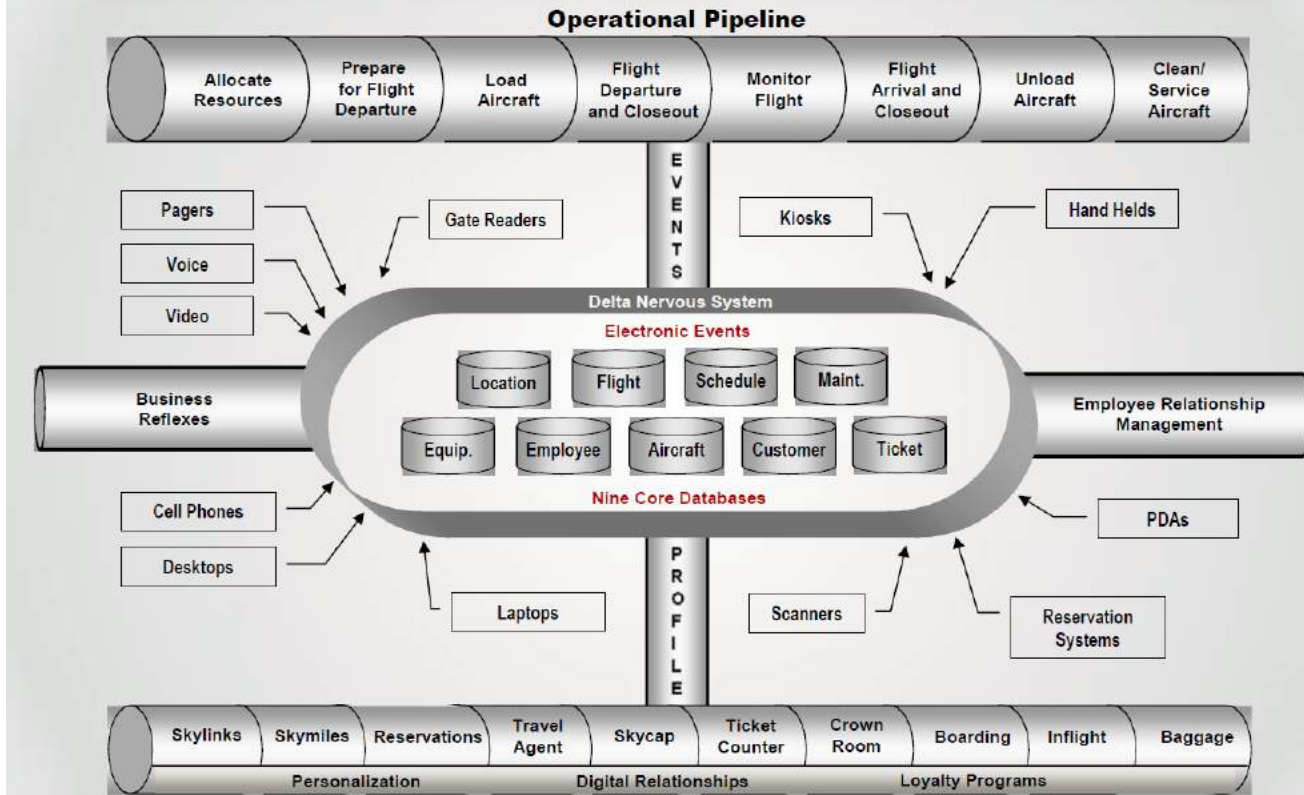 Operational Pipeline
Allocate
Resources
Prepare
for Flight
Departure
Load
Aircraft
Flight
Departure
and Closeout
Monitor
Flight
Flight
Arrival and
Closeout
Unload
Aircraft
Clean/
Service
Aircraft
EVENTS
Pagers
Voice
Video
Gate Readers
Kiosks
Hand Helds
Delta Nervous System
Electronic Events
Location
Flight
Schedule
Maint.
Equip.
Employee
Aircraft
Customer
Ticket
Nine Core Databases
Business
Reflexes
Employee Relationship
Management
Cell Phones
Desktops
Laptops
Scanners
PDAs
Reservation
Systems
PROFILE
Skylinks
Skymiles
Reservations
Travel
Agent
Skycap
Ticket
Counter
Crown
Room
Boarding
Inflight
Baggage
Personalization
Digital Relationships
Loyalty Programs